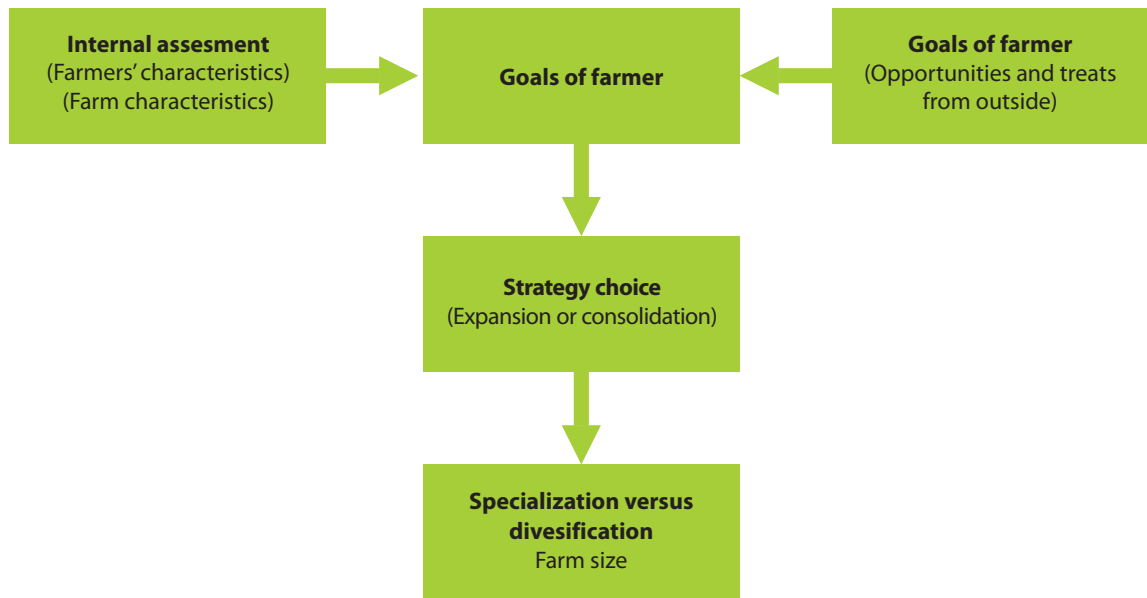 Internal assesment
(Farmers’ characteristics)
(Farm characteristics)
Goals of farmer
Goals of farmer
(Opportunities and treats
from outside)
Strategy choice
(Expansion or consolidation)
Specialization versus
divesification
Farm size